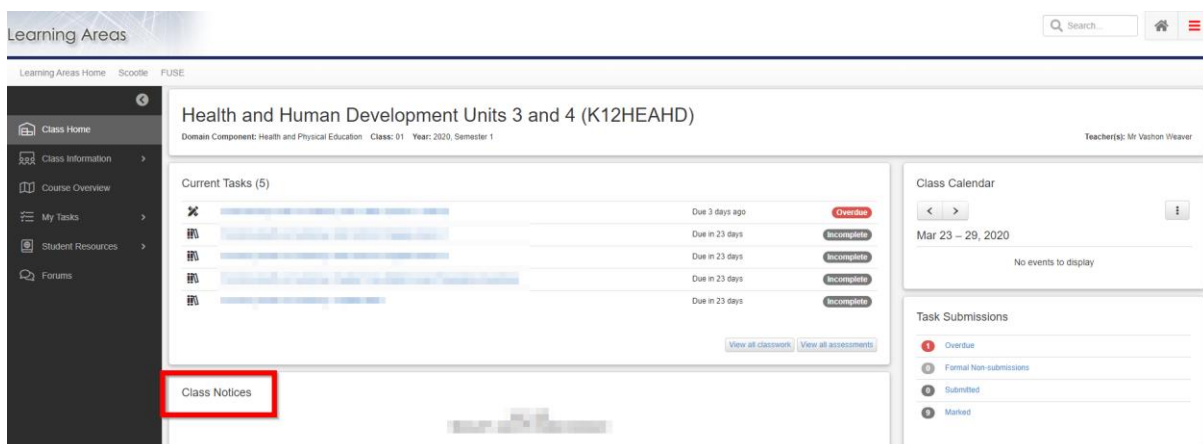 Learning Areas
Search...
Learning Areas Home Scootle FUSE
Class Home
Class Information
Course Overview
My Tasks
Student Resources
Forums
Health and Human Development Units 3 and 4 (K12HEAHD)
Domain Component: Health and Physical Education Class: 01 Year: 2020, Semester 1
Teacher(s): Mr Vashon Weaver
Current Tasks (5)
Due 3 days ago Overdue
Due in 23 days Incomplete
Due in 23 days Incomplete
Due in 23 days Incomplete
Due in 23 days Incomplete
View all classwork View all assessments
Class Notices
Class Calendar
Mar 23 – 29, 2020
No events to display
Task Submissions
1 Overdue
0 Formal Non-submissions
0 Submitted
9 Marked